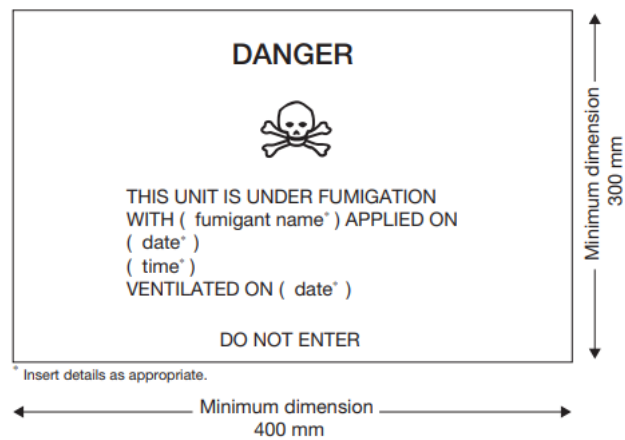 DANGER
THIS UNIT IS UNDER FUMIGATION
WITH ( fumigant name* ) APPLIED ON
( date* )
( time* )
VENTILATED ON ( date* )
DO NOT ENTER
* Insert details as appropriate.
Minimum dimension
400 mm
Minimum dimension
300 mm